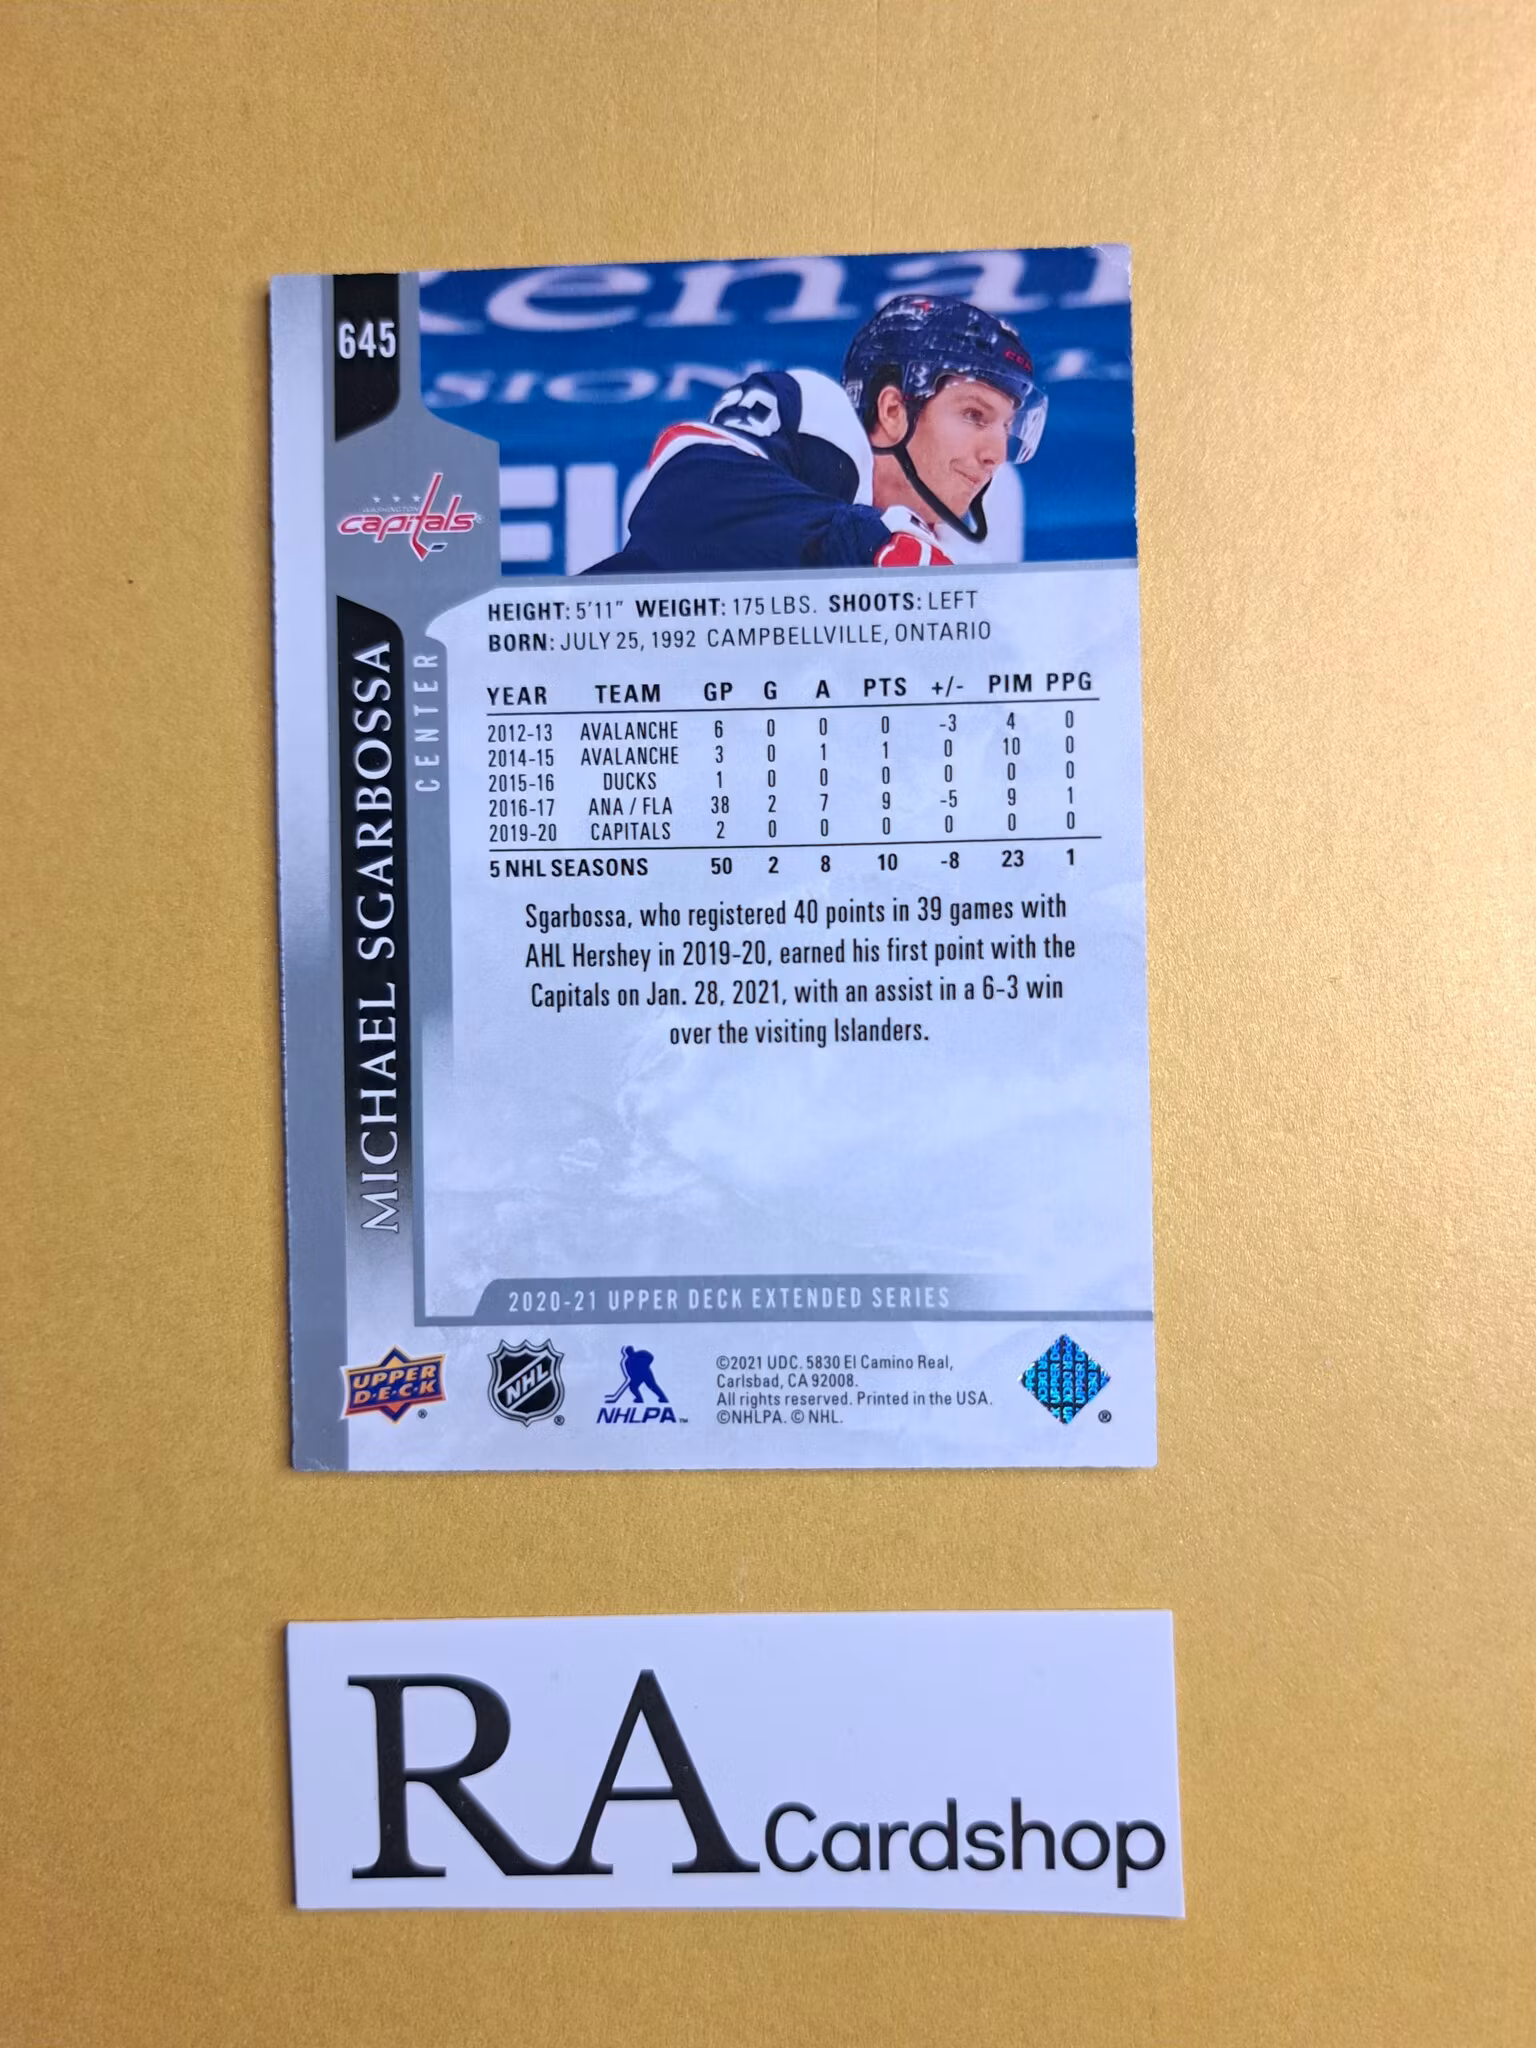 645
kenai
SION
23
WASHINGTON
capitals
MICHAEL SGARBOSSA
CENTER
HEIGHT: 5'11" WEIGHT: 175 LBS. SHOOTS: LEFT
BORN: JULY 25, 1992 CAMPBELLVILLE, ONTARIO
YEAR TEAM GP G A PTS +/- PIM PPG
2012-13 AVALANCHE 6 0 0 0 -3 4 0
2014-15 AVALANCHE 3 0 1 1 0 10 0
2015-16 DUCKS 1 0 0 0 0 0 0
2016-17 ANA / FLA 38 2 7 9 -5 9 1
2019-20 CAPITALS 2 0 0 0 0 0 0
5 NHL SEASONS 50 2 8 10 -8 23 1
Sgarbossa, who registered 40 points in 39 games with
AHL Hershey in 2019-20, earned his first point with the
Capitals on Jan. 28, 2021, with an assist in a 6-3 win
over the visiting Islanders.
2020-21 UPPER DECK EXTENDED SERIES
UPPER
D·E·C·K ®
NHL ®
NHLPA™
©2021 UDC. 5830 El Camino Real,
Carlsbad, CA 92008.
All rights reserved. Printed in the USA.
©NHLPA. © NHL.
®
RA Cardshop